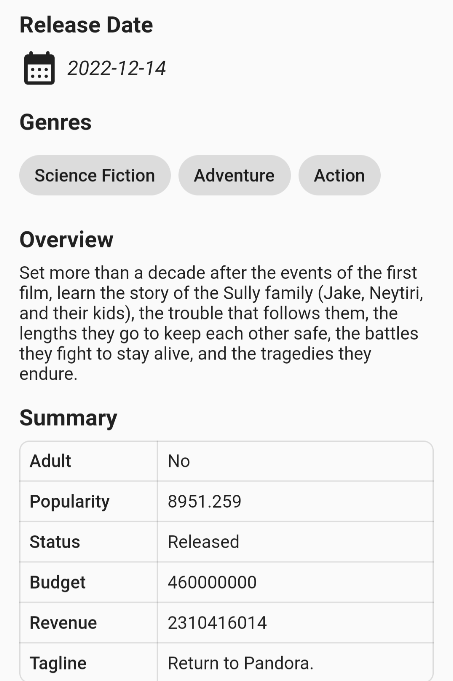 Release Date
2022-12-14
Genres
Science Fiction Adventure Action
Overview
Set more than a decade after the events of the first
film, learn the story of the Sully family (Jake, Neytiri,
and their kids), the trouble that follows them, the
lengths they go to keep each other safe, the battles
they fight to stay alive, and the tragedies they
endure.
Summary
Adult No
Popularity 8951.259
Status Released
Budget 460000000
Revenue 2310416014
Tagline Return to Pandora.